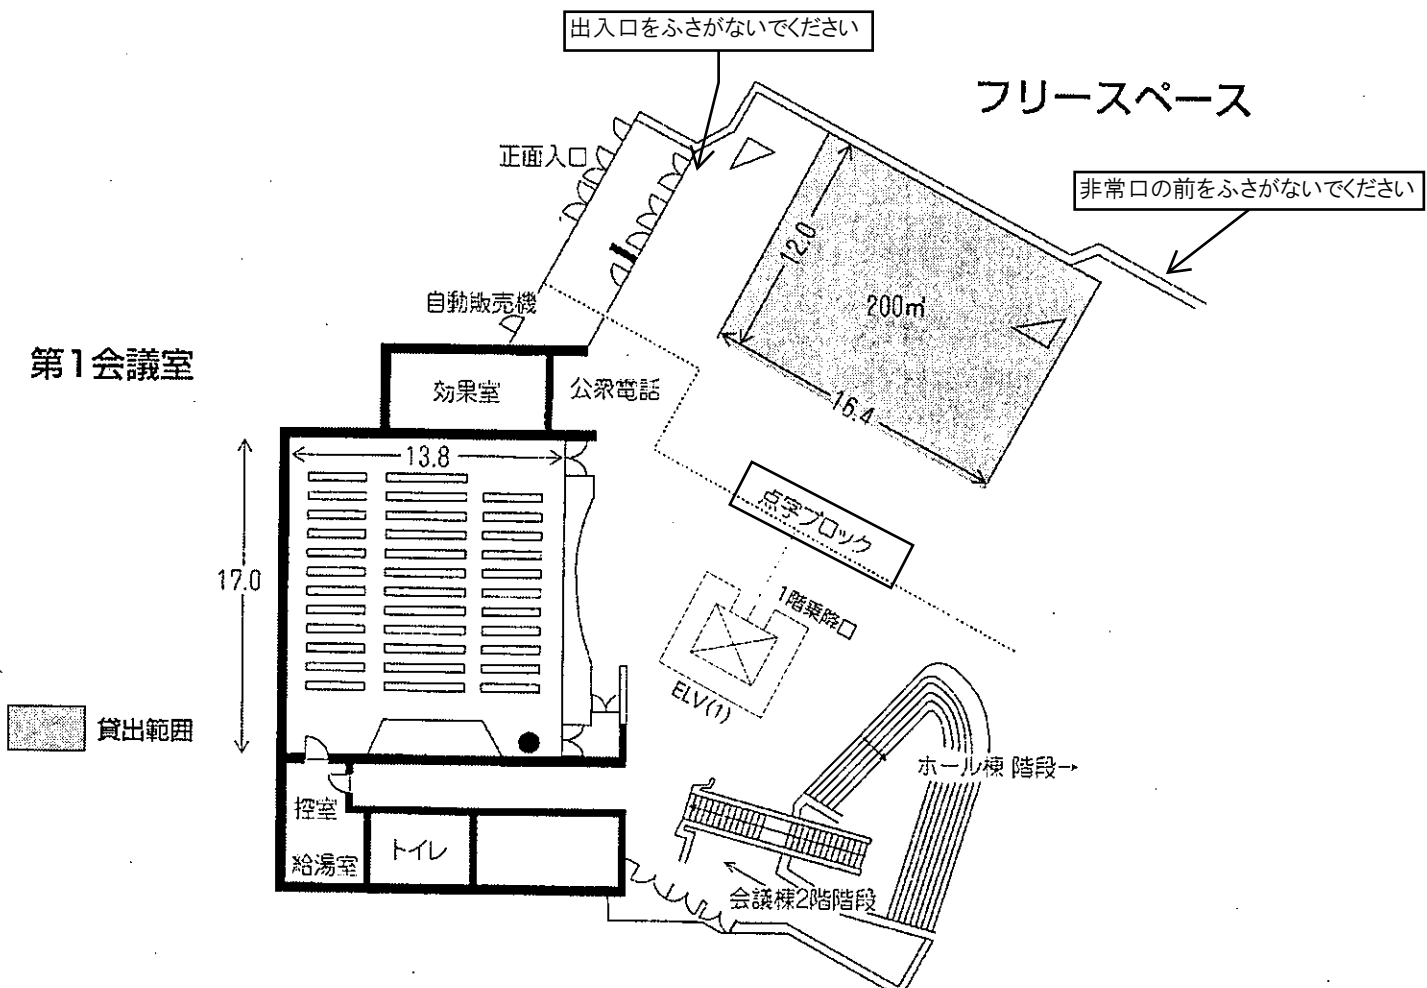 出入口をふさがないでください
フリースペース
正面入口
非常口の前をふさがないでください
12.0
200㎡
自動販売機
第1会議室
効果室
公衆電話
16.4
13.8
点字ブロック
17.0
1階乗降口
ELV(1)
貸出範囲
ホール棟 階段→
控室
給湯室
トイレ
会議棟2階階段